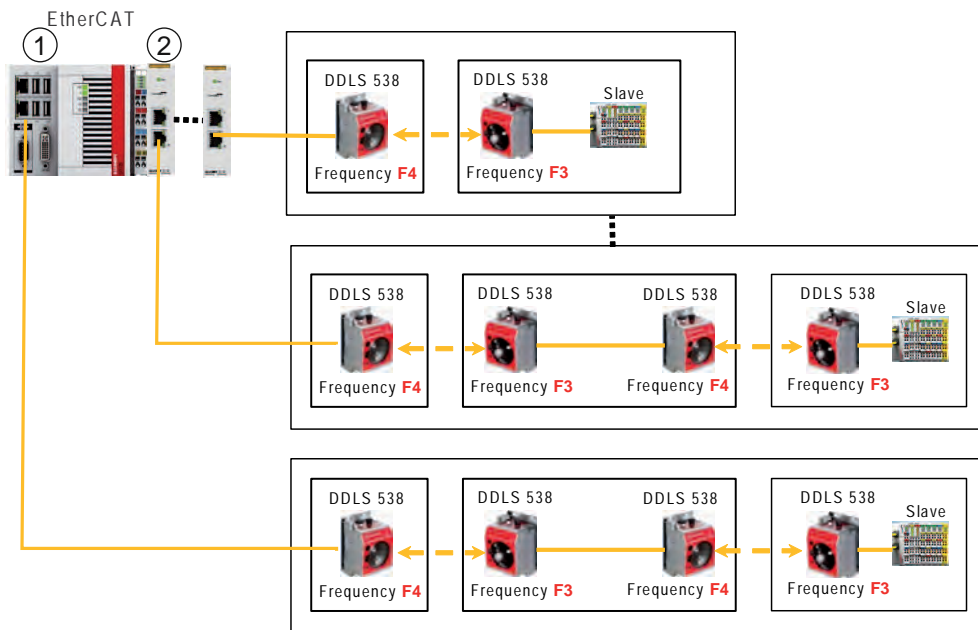 EtherCAT
1
2
DDLS 538
DDLS 538
Slave
Frequency F4
Frequency F3
DDLS 538
DDLS 538
DDLS 538
DDLS 538
Slave
Frequency F4
Frequency F3
Frequency F4
Frequency F3
DDLS 538
DDLS 538
DDLS 538
DDLS 538
Slave
Frequency F4
Frequency F3
Frequency F4
Frequency F3